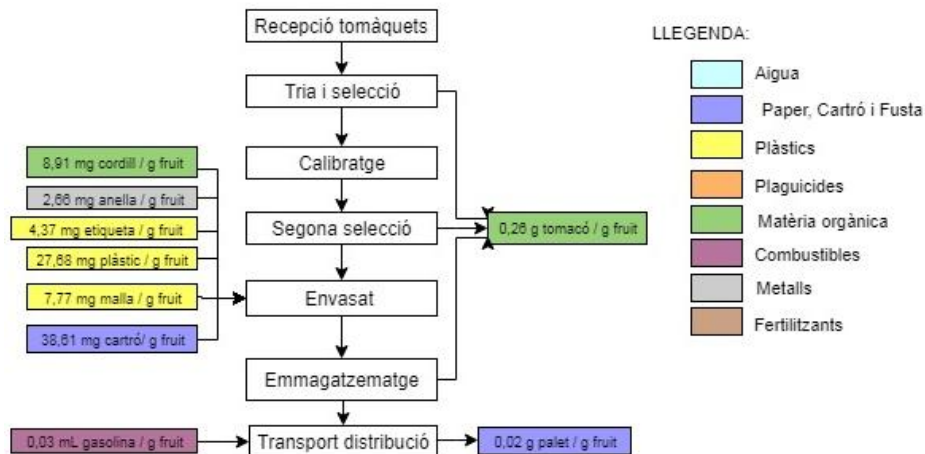 Recepció tomàquets
Tria i selecció
Calibratge
Segona selecció
Envasat
Emmagatzematge
Transport distribució
8,91 mg cordill / g fruit
2,66 mg anella / g fruit
4,37 mg etiqueta / g fruit
27,68 mg plàstic / g fruit
7,77 mg malla / g fruit
38,61 mg cartró/ g fruit
0,03 mL gasolina / g fruit
0,26 g tomacó / g fruit
0,02 g palet / g fruit
LLEGENDA:
Aigua
Paper, Cartró i Fusta
Plàstics
Plaguicides
Matèria orgànica
Combustibles
Metalls
Fertilitzants